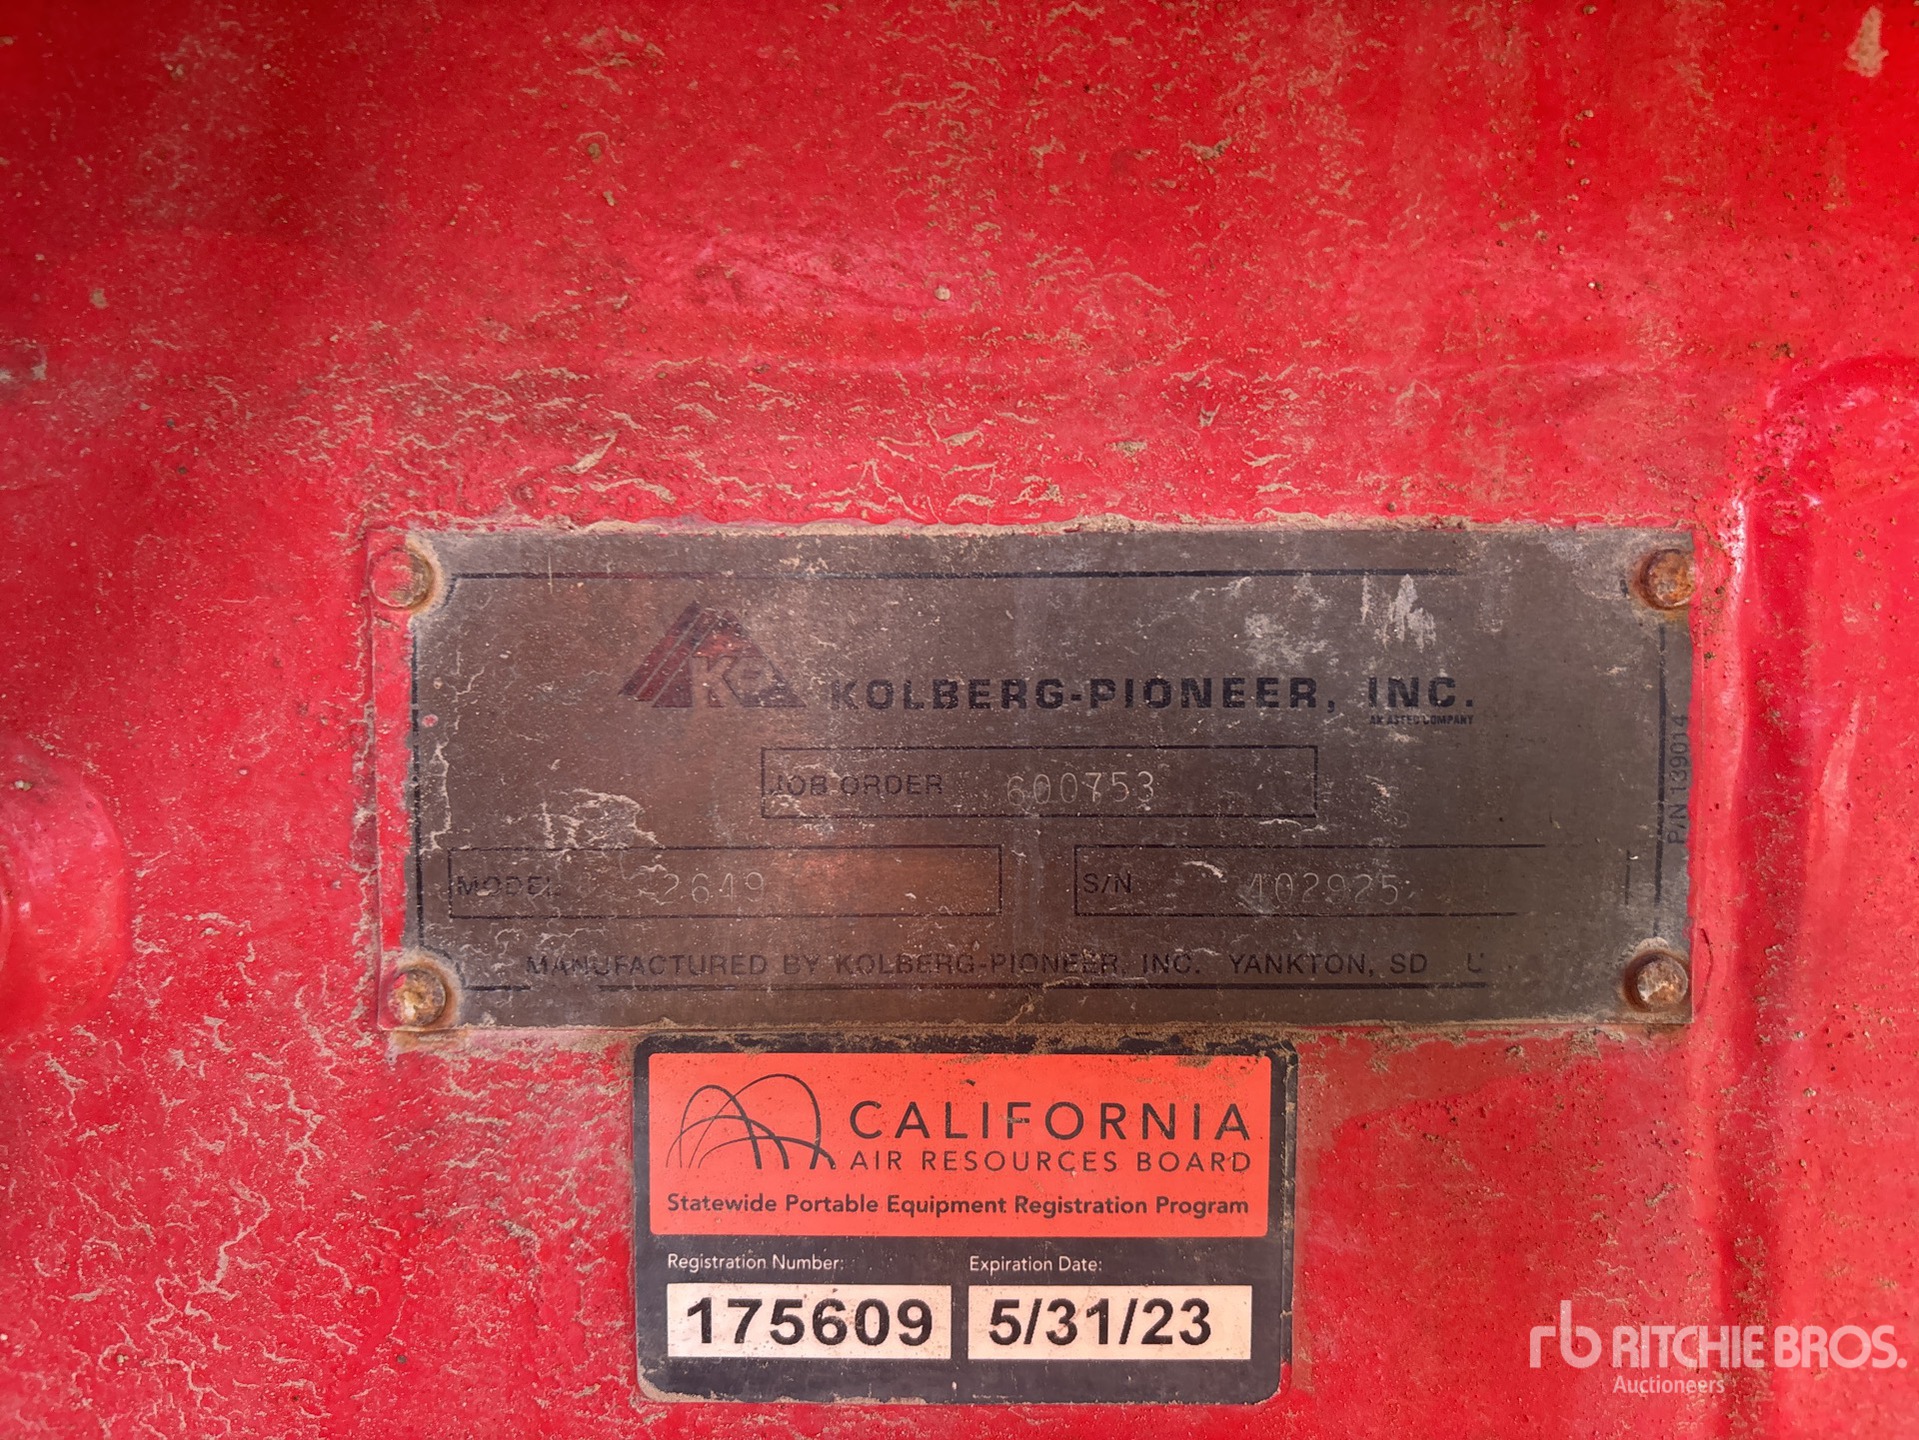 KPI KOLBERG-PIONEER, INC.
AN ASTEC COMPANY
JOB ORDER 600753
MODEL 2649
S/N 402925
P/N 139014
MANUFACTURED BY KOLBERG-PIONEER, INC. YANKTON, SD
CALIFORNIA
AIR RESOURCES BOARD
Statewide Portable Equipment Registration Program
Registration Number: Expiration Date:
175609 5/31/23
rb RITCHIE BROS.
Auctioneers